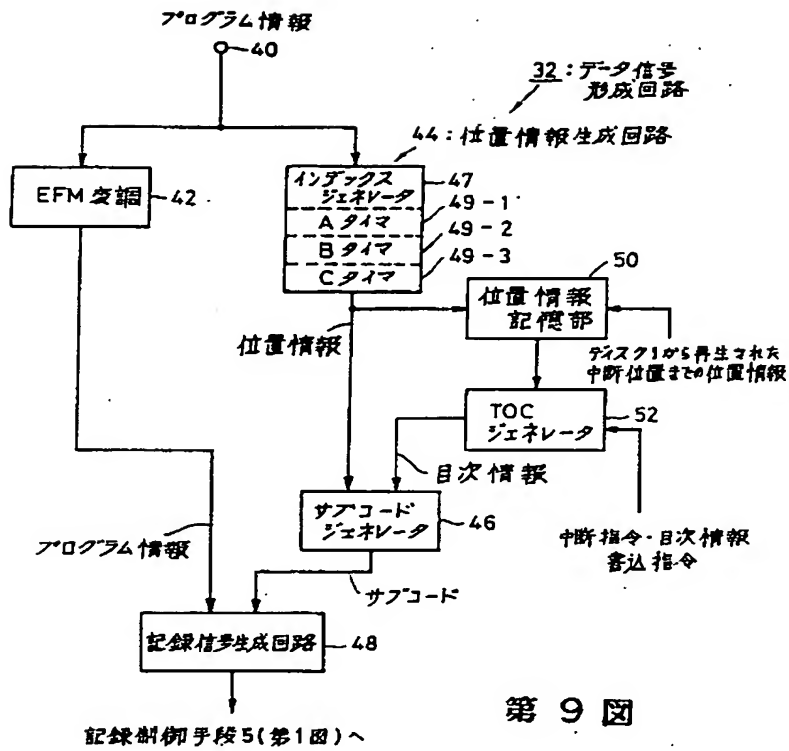 プログラム情報
40
32：データ信号
形成回路
44：位置情報生成回路
EFM変調
42
インデックス
ジェネレータ
47
Aタイマ
49-1
Bタイマ
49-2
Cタイマ
49-3
50
位置情報
記憶部
位置情報
ディスク1から再生された
中断位置までの位置情報
TOC
ジェネレータ
52
目次情報
サブコード
ジェネレータ
46
中断指令・目次情報
書込指令
プログラム情報
サブコード
記録信号生成回路
48
第9図
記録制御手段5(第1図)へ